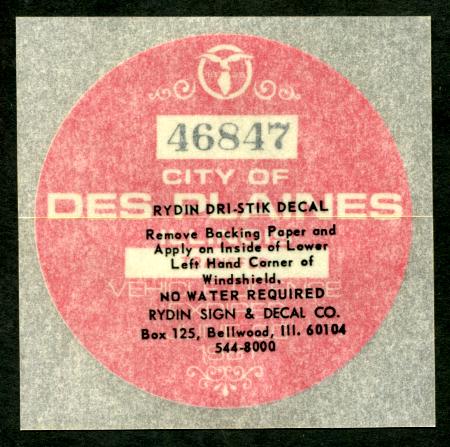 46847
CITY OF
DES PLAINES
RYDIN DRI-STIK DECAL
Remove Backing Paper and
Apply on Inside of Lower
Left Hand Corner of
Windshield.
NO WATER REQUIRED
RYDIN SIGN & DECAL CO.
Box 125, Bellwood, Ill. 60104
544-8000